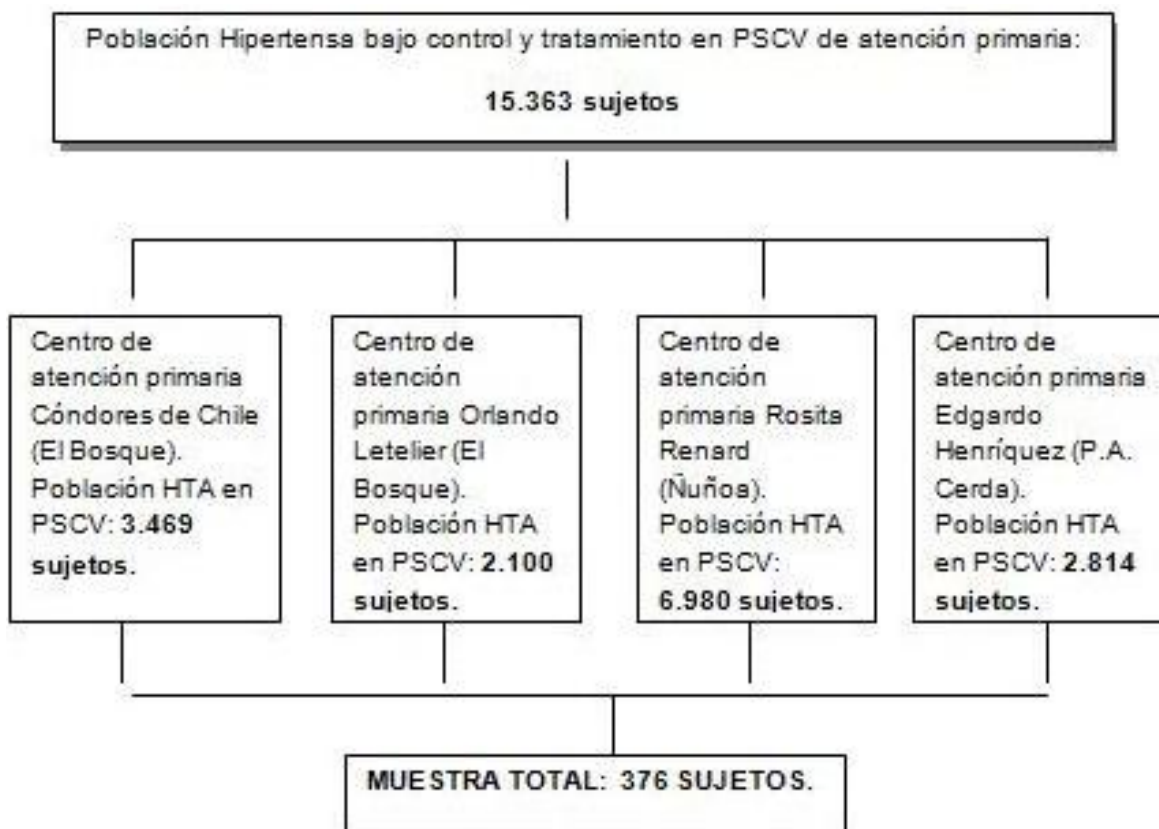 Población Hipertensa bajo control y tratamiento en PSCV de atención primaria:
15.363 sujetos
Centro de
atención primaria
Cóndores de Chile
(El Bosque).
Población HTA en
PSCV: 3.469
sujetos.
Centro de
atención
primaria Orlando
Letelier (El
Bosque).
Población HTA
en PSCV: 2.100
sujetos.
Centro de
atención
primaria Rosita
Renard
(Ñuñoa).
Población HTA
en PSCV:
6.980 sujetos.
Centro de
atención primaria
Edgardo
Henríquez (P.A.
Cerda).
Población HTA
en PSCV: 2.814
sujetos.
MUESTRA TOTAL: 376 SUJETOS.